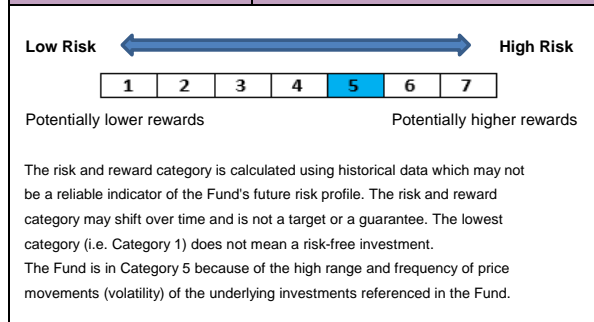 Low Risk High Risk
1 2 3 4 5 6 7
Potentially lower rewards Potentially higher rewards
The risk and reward category is calculated using historical data which may not
be a reliable indicator of the Fund's future risk profile. The risk and reward
category may shift over time and is not a target or a guarantee. The lowest
category (i.e. Category 1) does not mean a risk-free investment.
The Fund is in Category 5 because of the high range and frequency of price
movements (volatility) of the underlying investments referenced in the Fund.